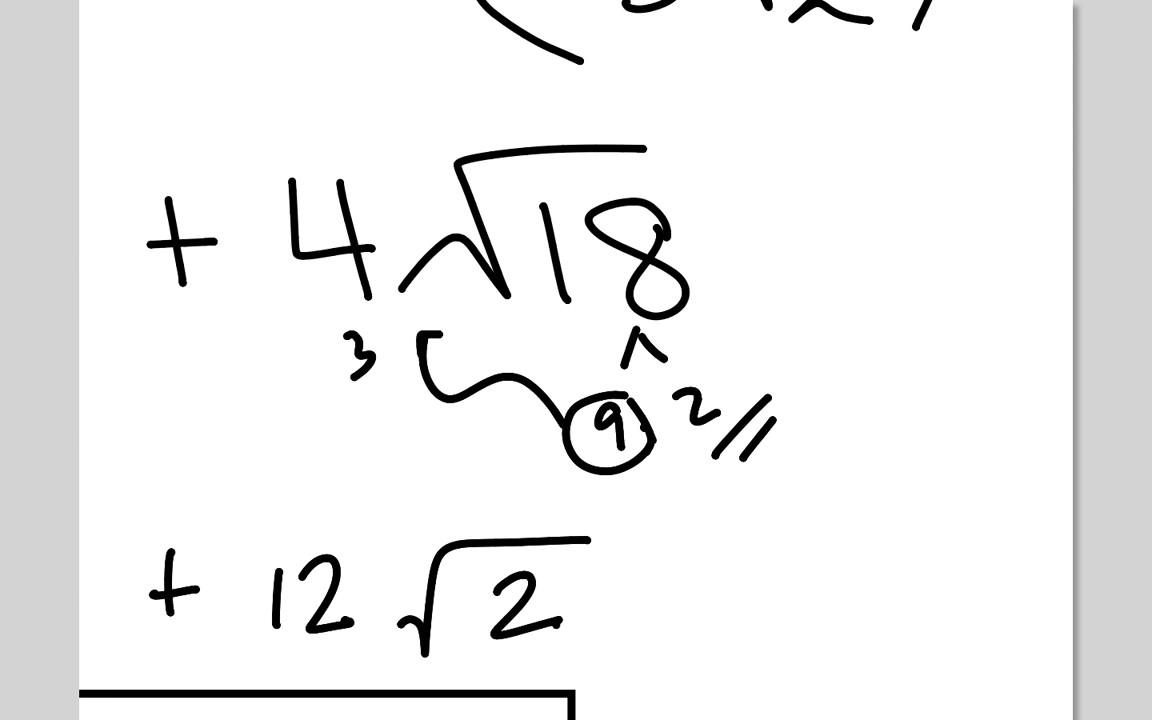 + 4√18
3
9 2//
+ 12√2